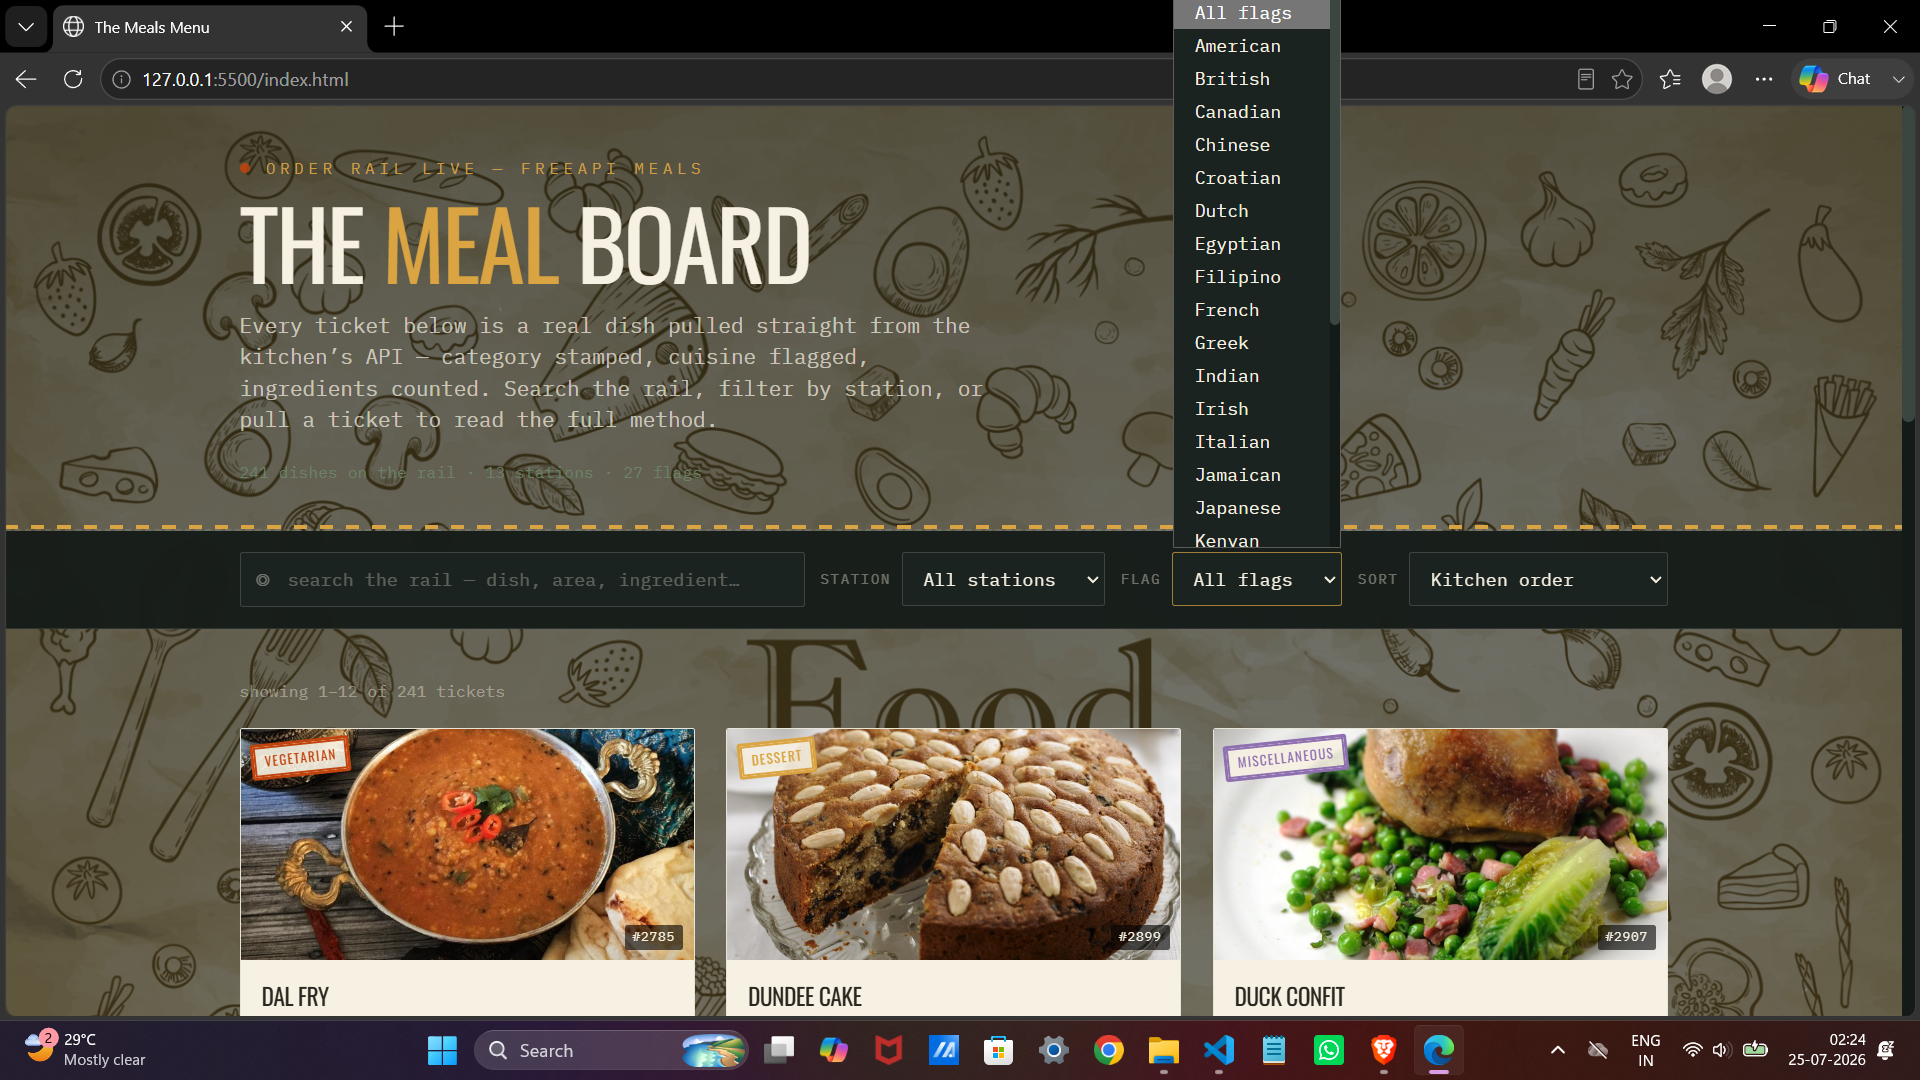 The Meals Menu
127.0.0.1:5500/index.html
Chat
ORDER RAIL LIVE — FREEAPI MEALS
THE MEAL BOARD
Every ticket below is a real dish pulled straight from the
kitchen’s API — category stamped, cuisine flagged,
ingredients counted. Search the rail, filter by station, or
pull a ticket to read the full method.
241 dishes on the rail · 13 stations · 27 flags
All flags
American
British
Canadian
Chinese
Croatian
Dutch
Egyptian
Filipino
French
Greek
Indian
Irish
Italian
Jamaican
Japanese
Kenyan
search the rail — dish, area, ingredient…
STATION
All stations
FLAG
All flags
SORT
Kitchen order
Food
showing 1–12 of 241 tickets
VEGETARIAN
#2785
DAL FRY
DESSERT
#2899
DUNDEE CAKE
MISCELLANEOUS
#2907
DUCK CONFIT
2
29°C
Mostly clear
Search
ENG
IN
02:24
25-07-2026